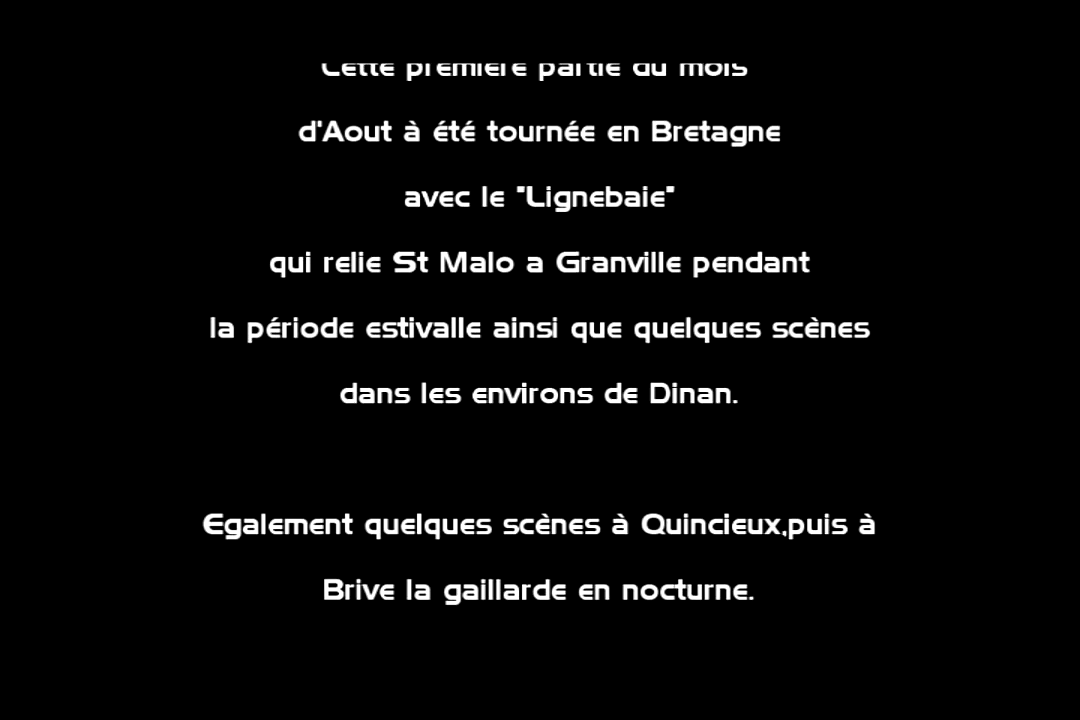 Cette première partie du mois
d'Aout à été tournée en Bretagne
avec le "Lignebaie"
qui relie St Malo a Granville pendant
la période estivalle ainsi que quelques scènes
dans les environs de Dinan.
Egalement quelques scènes à Quincieux,puis à
Brive la gaillarde en nocturne.